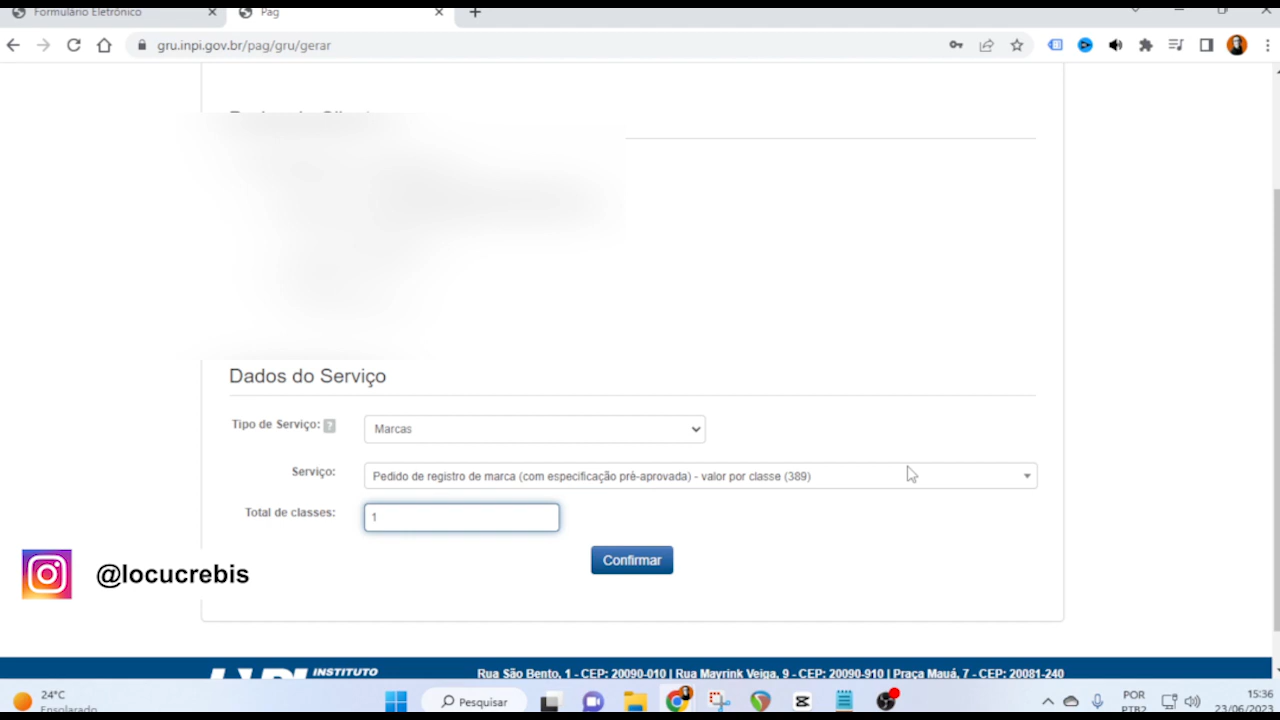 Formulário Eletrônico
Pag
gru.inpi.gov.br/pag/gru/gerar
Dados do Serviço
Tipo de Serviço: ?
Marcas
Serviço:
Pedido de registro de marca (com especificação pré-aprovada) - valor por classe (389)
Total de classes:
1
Confirmar
@locucrebis
INSTITUTO
Rua São Bento, 1 - CEP: 20090-010 | Rua Mayrink Veiga, 9 - CEP: 20090-910 | Praça Mauá, 7 - CEP: 20081-240
24°C
Ensolarado
Pesquisar
POR
PTB2
15:36
23/06/2023